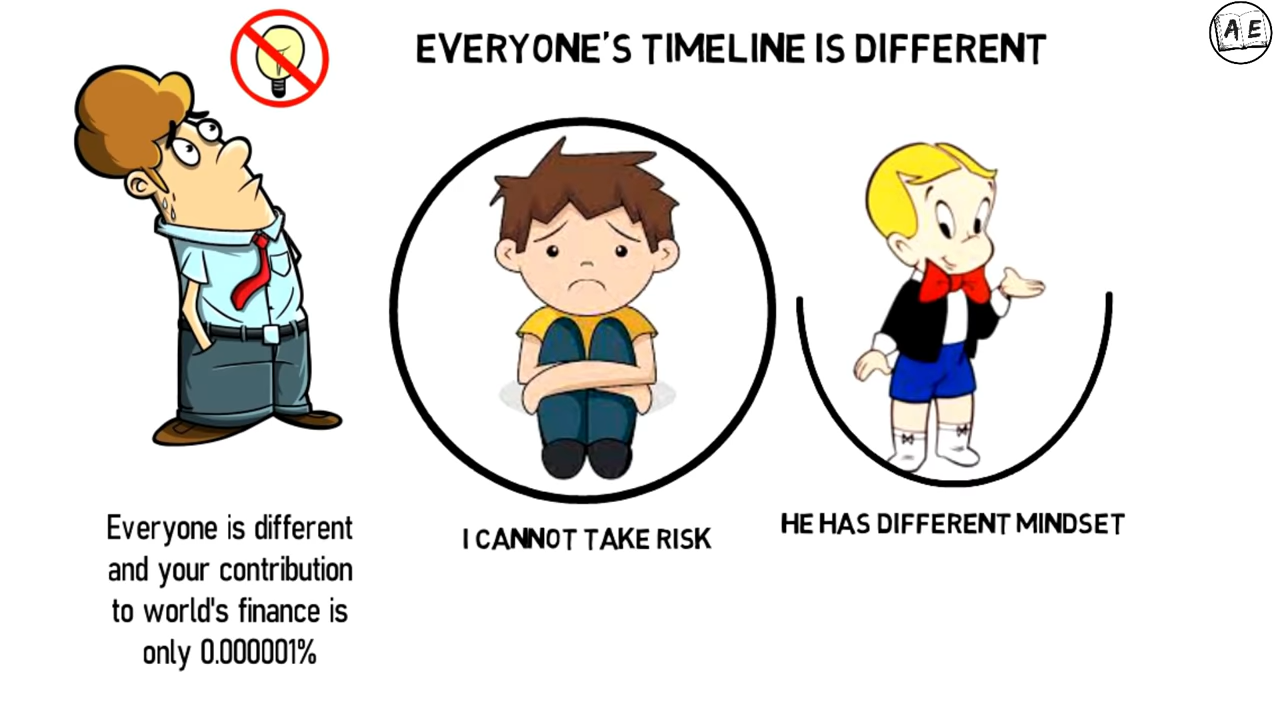 EVERYONE'S TIMELINE IS DIFFERENT
A E
Everyone is different
and your contribution
to world's finance is
only 0.000001%
I CANNOT TAKE RISK
HE HAS DIFFERENT MINDSET